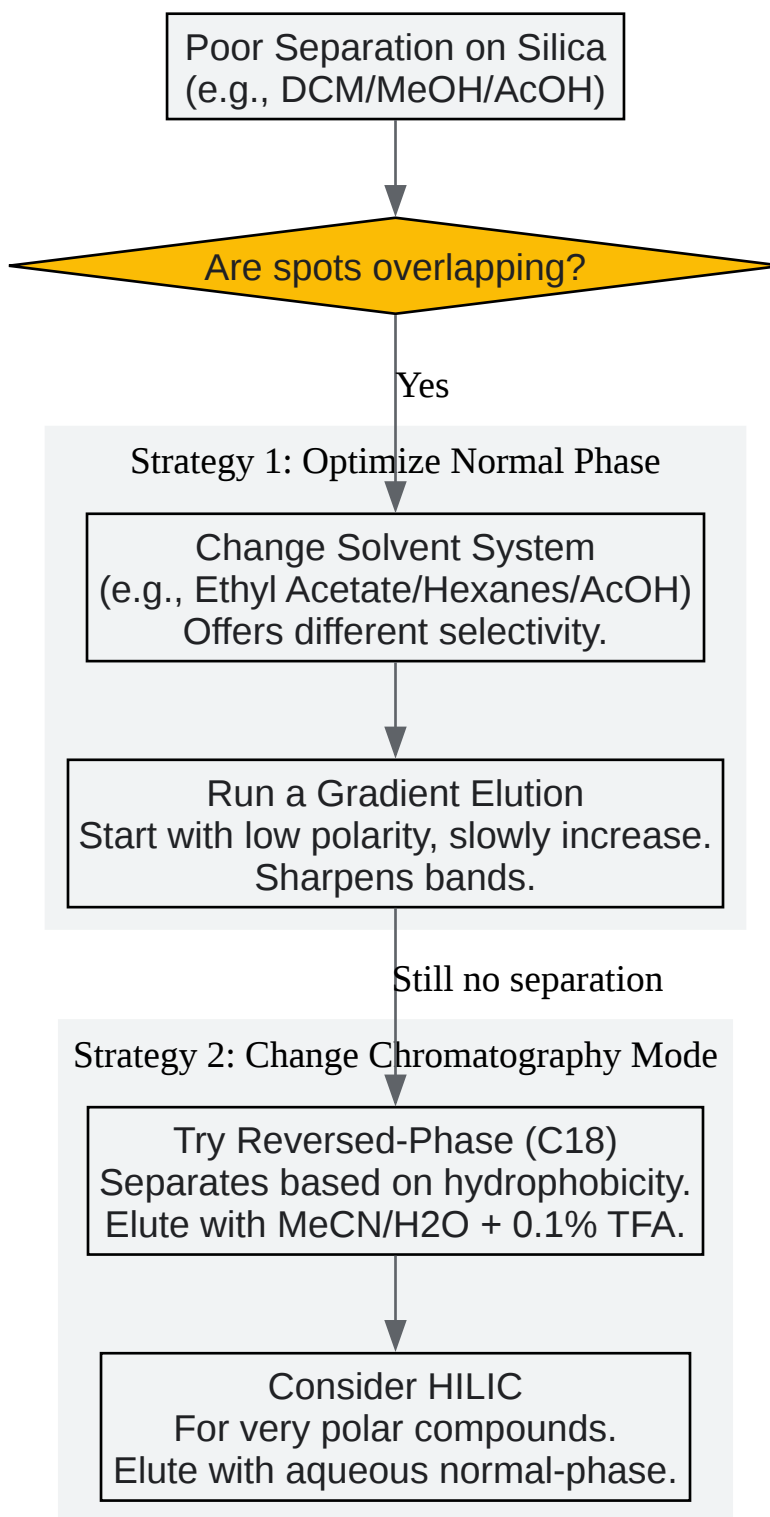 Poor Separation on Silica
(e.g., DCM/MeOH/AcOH)
Are spots overlapping?
Yes
Strategy 1: Optimize Normal Phase
Change Solvent System
(e.g., Ethyl Acetate/Hexanes/AcOH)
Offers different selectivity.
Run a Gradient Elution
Start with low polarity, slowly increase.
Sharpens bands.
Still no separation
Strategy 2: Change Chromatography Mode
Try Reversed-Phase (C18)
Separates based on hydrophobicity.
Elute with MeCN/H2O + 0.1% TFA.
Consider HILIC
For very polar compounds.
Elute with aqueous normal-phase.